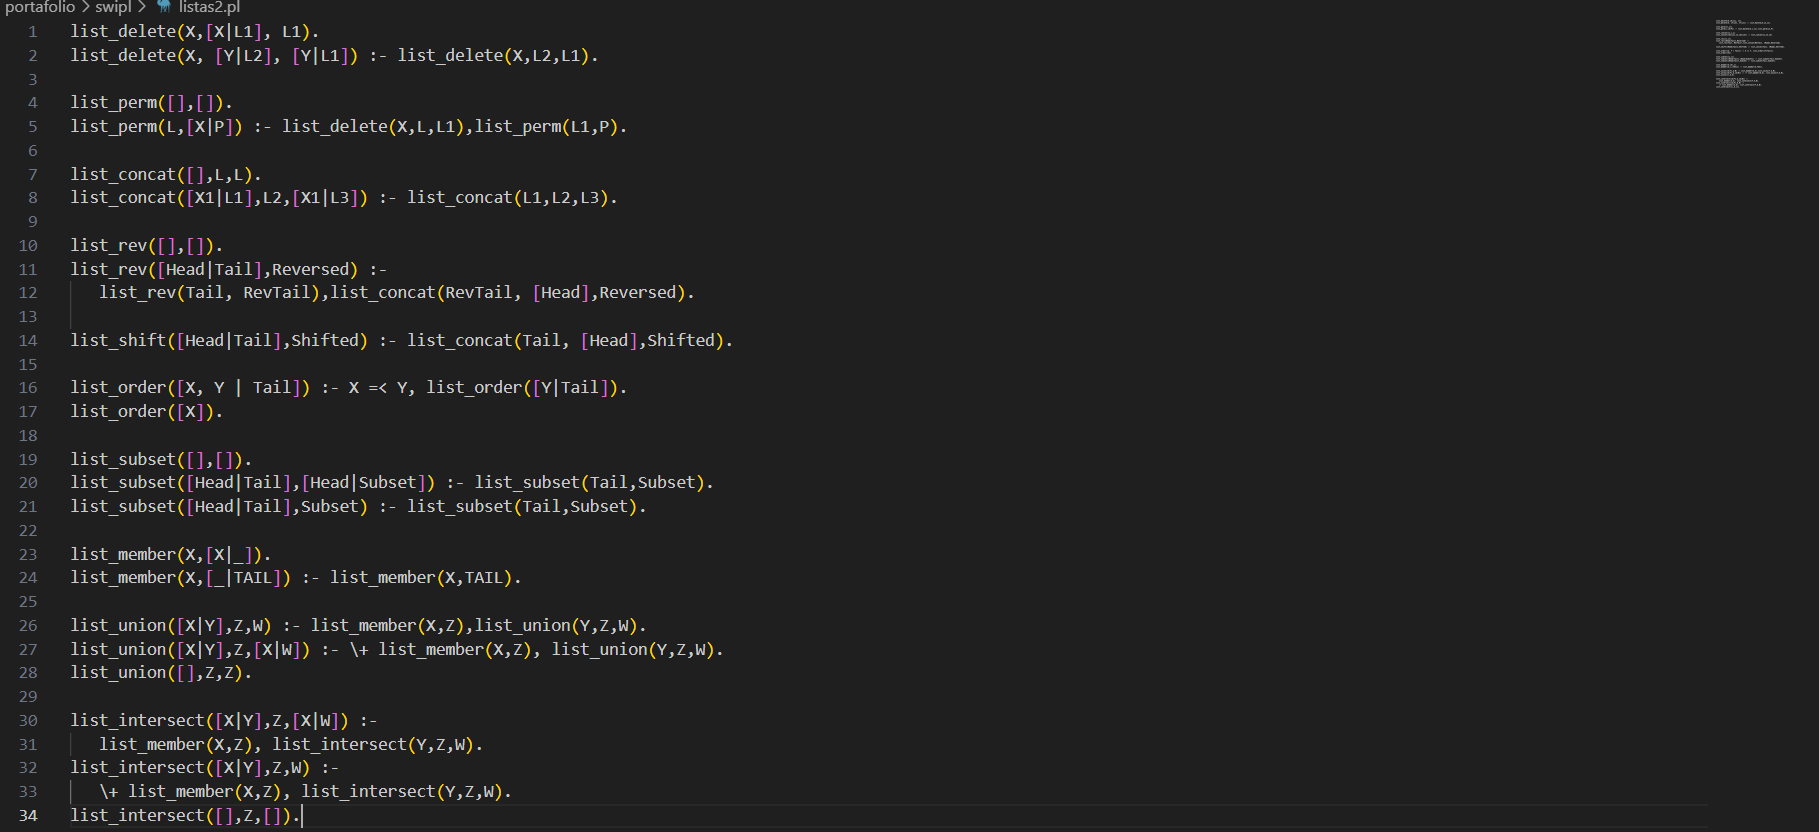 portafolio > swipl > listas2.pl
1 list_delete(X,[X|L1], L1).
2 list_delete(X, [Y|L2], [Y|L1]) :- list_delete(X,L2,L1).
3
4 list_perm([],[]).
5 list_perm(L,[X|P]) :- list_delete(X,L,L1),list_perm(L1,P).
6
7 list_concat([],L,L).
8 list_concat([X1|L1],L2,[X1|L3]) :- list_concat(L1,L2,L3).
9
10 list_rev([],[]).
11 list_rev([Head|Tail],Reversed) :-
12 list_rev(Tail, RevTail),list_concat(RevTail, [Head],Reversed).
13
14 list_shift([Head|Tail],Shifted) :- list_concat(Tail, [Head],Shifted).
15
16 list_order([X, Y | Tail]) :- X =< Y, list_order([Y|Tail]).
17 list_order([X]).
18
19 list_subset([],[]).
20 list_subset([Head|Tail],[Head|Subset]) :- list_subset(Tail,Subset).
21 list_subset([Head|Tail],Subset) :- list_subset(Tail,Subset).
22
23 list_member(X,[X|_]).
24 list_member(X,[_|TAIL]) :- list_member(X,TAIL).
25
26 list_union([X|Y],Z,W) :- list_member(X,Z),list_union(Y,Z,W).
27 list_union([X|Y],Z,[X|W]) :- \+ list_member(X,Z), list_union(Y,Z,W).
28 list_union([],Z,Z).
29
30 list_intersect([X|Y],Z,[X|W]) :-
31 list_member(X,Z), list_intersect(Y,Z,W).
32 list_intersect([X|Y],Z,W) :-
33 \+ list_member(X,Z), list_intersect(Y,Z,W).
34 list_intersect([],Z,[]).